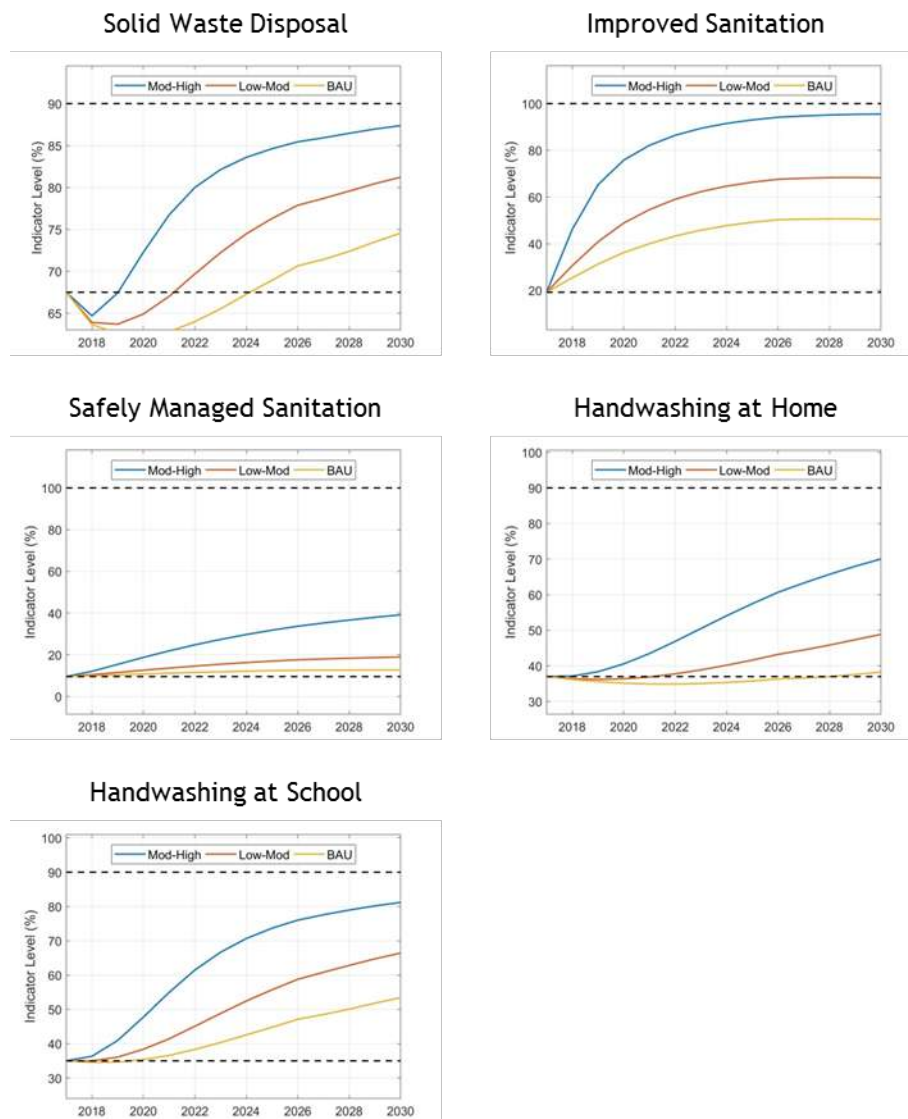 Solid Waste Disposal
Indicator Level (%)
Mod-High Low-Mod BAU
90
85
80
75
70
65
2018 2020 2022 2024 2026 2028 2030
Improved Sanitation
Indicator Level (%)
Mod-High Low-Mod BAU
100
80
60
40
20
2018 2020 2022 2024 2026 2028 2030
Safely Managed Sanitation
Indicator Level (%)
Mod-High Low-Mod BAU
100
80
60
40
20
0
2018 2020 2022 2024 2026 2028 2030
Handwashing at Home
Indicator Level (%)
100
Mod-High Low-Mod BAU
90
80
70
60
50
40
30
2018 2020 2022 2024 2026 2028 2030
Handwashing at School
Indicator Level (%)
100
Mod-High Low-Mod BAU
90
80
70
60
50
40
30
2018 2020 2022 2024 2026 2028 2030